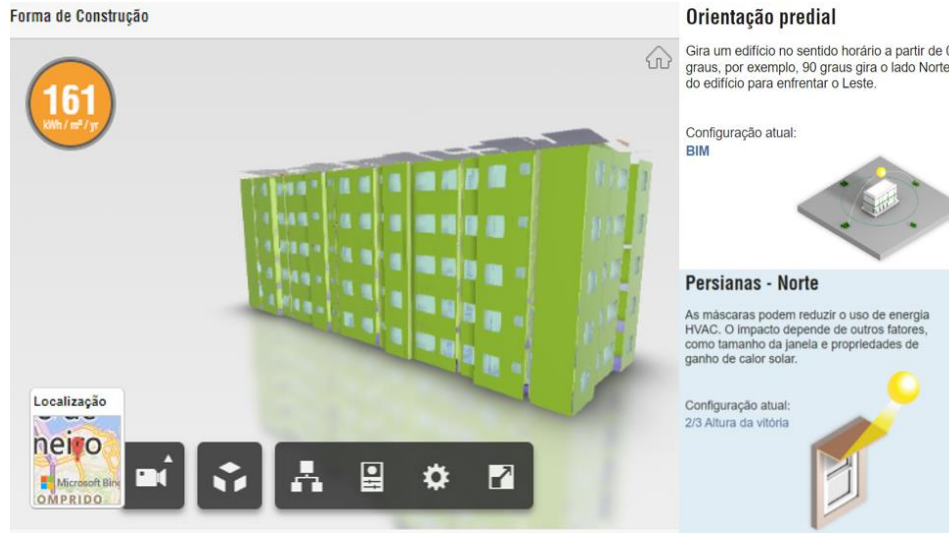 Forma de Construção
161
kWh / m² / yr
Localização
neiro
Microsoft Bing
OMPRIDO
Orientação predial
Gira um edifício no sentido horário a partir de 0
graus, por exemplo, 90 graus gira o lado Norte
do edifício para enfrentar o Leste.
Configuração atual:
BIM
Persianas - Norte
As máscaras podem reduzir o uso de energia
HVAC. O impacto depende de outros fatores,
como tamanho da janela e propriedades de
ganho de calor solar.
Configuração atual:
2/3 Altura da vitória